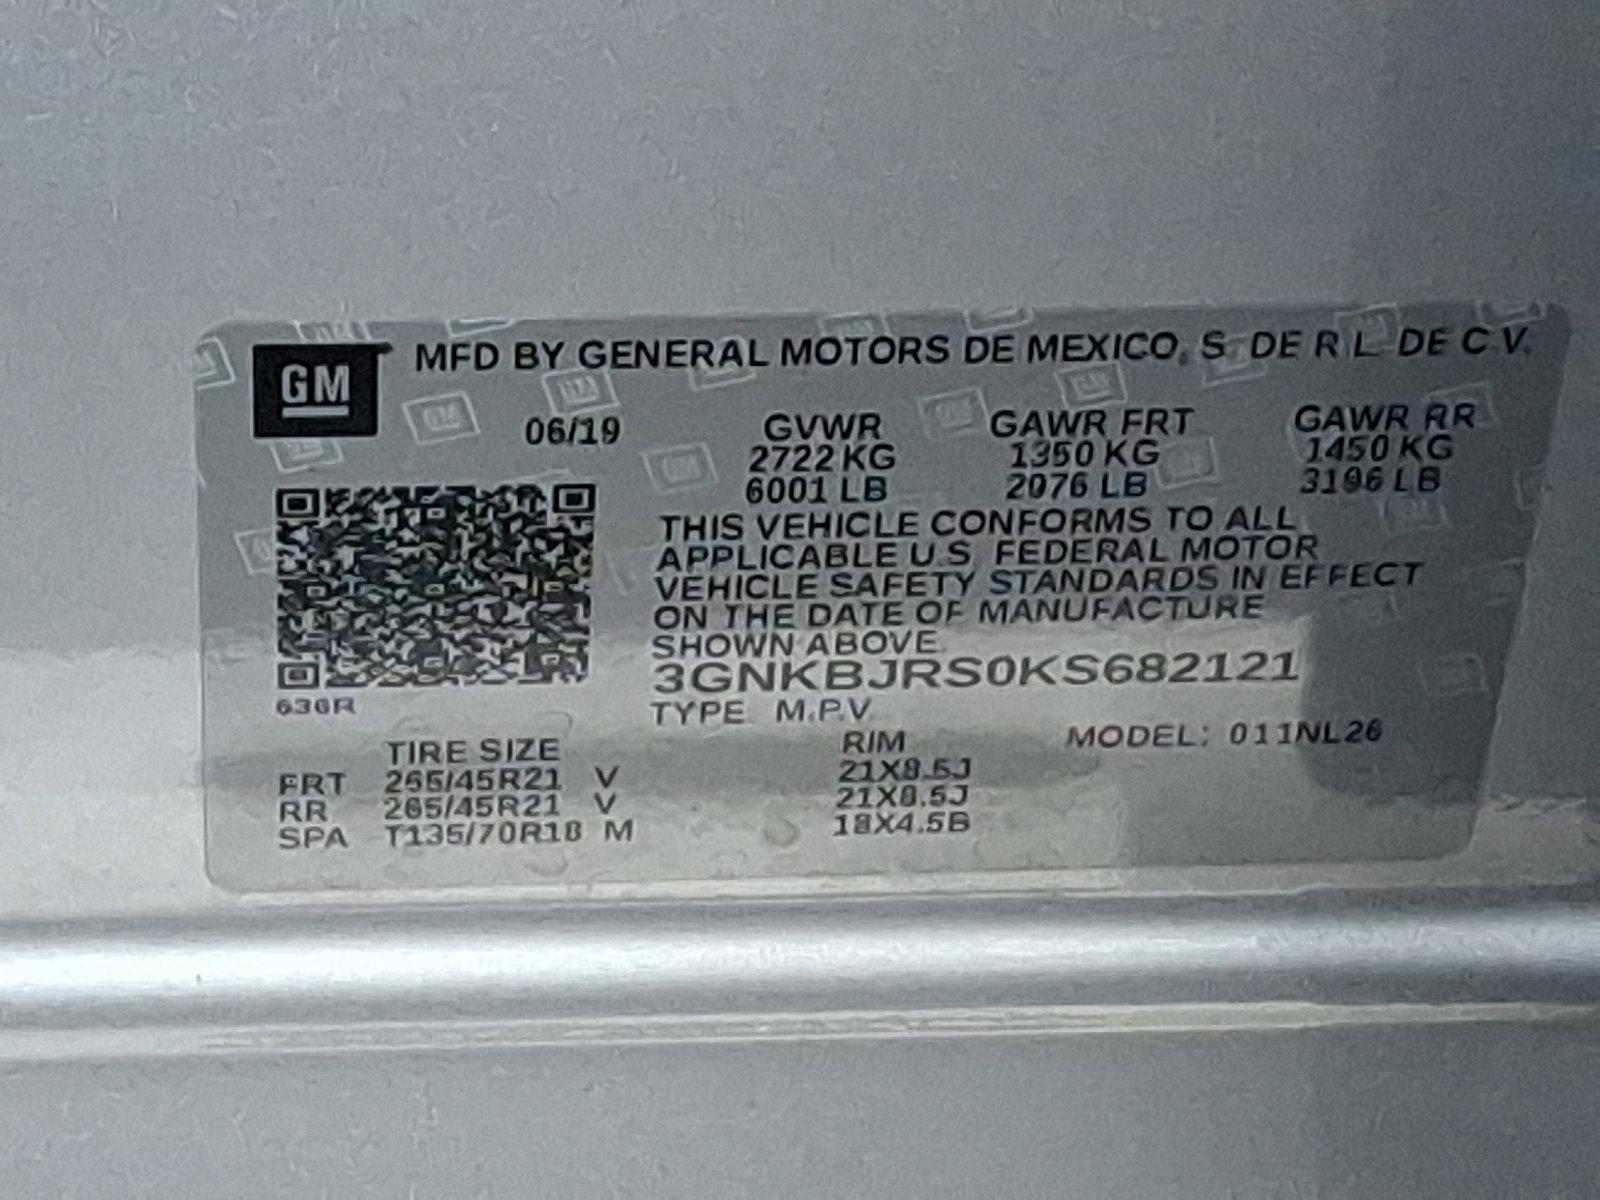 GM
MFD BY GENERAL MOTORS DE MEXICO, S. DE R L DE C.V.
06/19 GVWR GAWR FRT GAWR RR
2722 KG 1350 KG 1450 KG
6001 LB 2976 LB 3196 LB
THIS VEHICLE CONFORMS TO ALL
APPLICABLE U.S. FEDERAL MOTOR
VEHICLE SAFETY STANDARDS IN EFFECT
ON THE DATE OF MANUFACTURE
SHOWN ABOVE.
3GNKBJRS0KS682121
636R
TYPE M.P.V.
MODEL: 011NL26
TIRE SIZE RIM
FRT 265/45R21 V 21X8.5J
RR 265/45R21 V 21X8.5J
SPA T135/70R18 M 18X4.5B